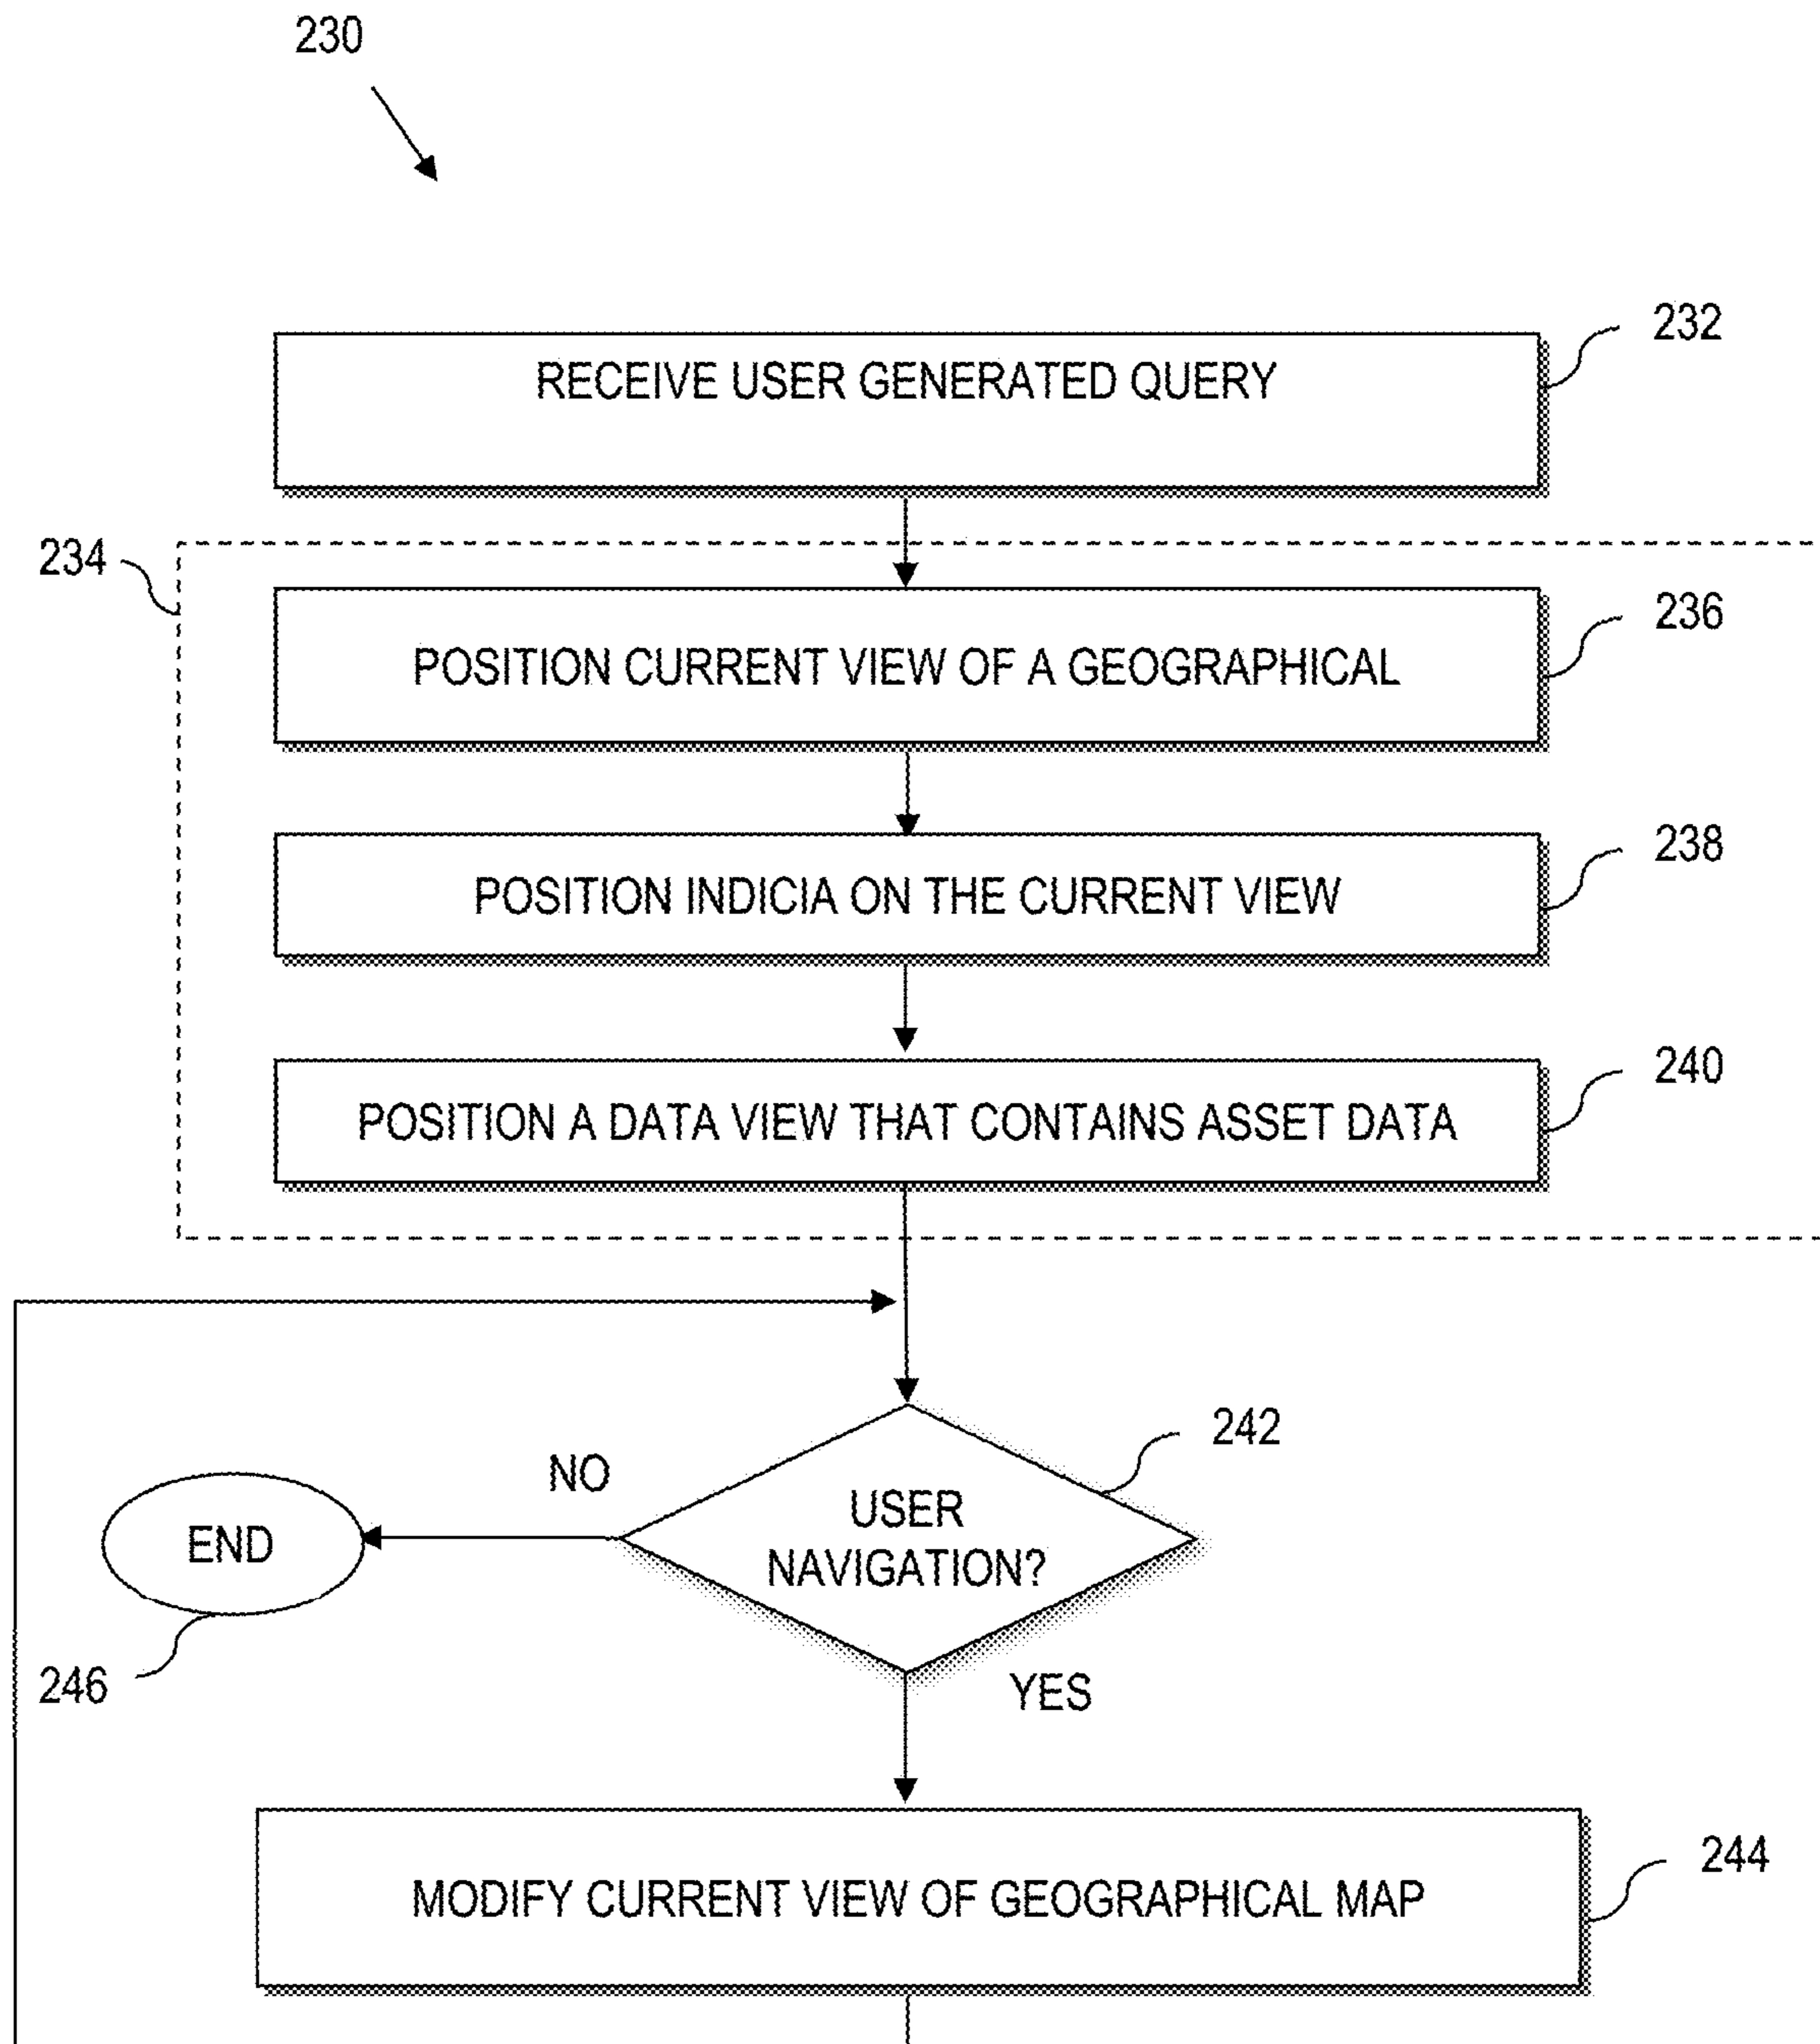 230
232
RECEIVE USER GENERATED QUERY
234
236
POSITION CURRENT VIEW OF A GEOGRAPHICAL
238
POSITION INDICIA ON THE CURRENT VIEW
240
POSITION A DATA VIEW THAT CONTAINS ASSET DATA
242
NO
USER
NAVIGATION?
END
246
YES
244
MODIFY CURRENT VIEW OF GEOGRAPHICAL MAP